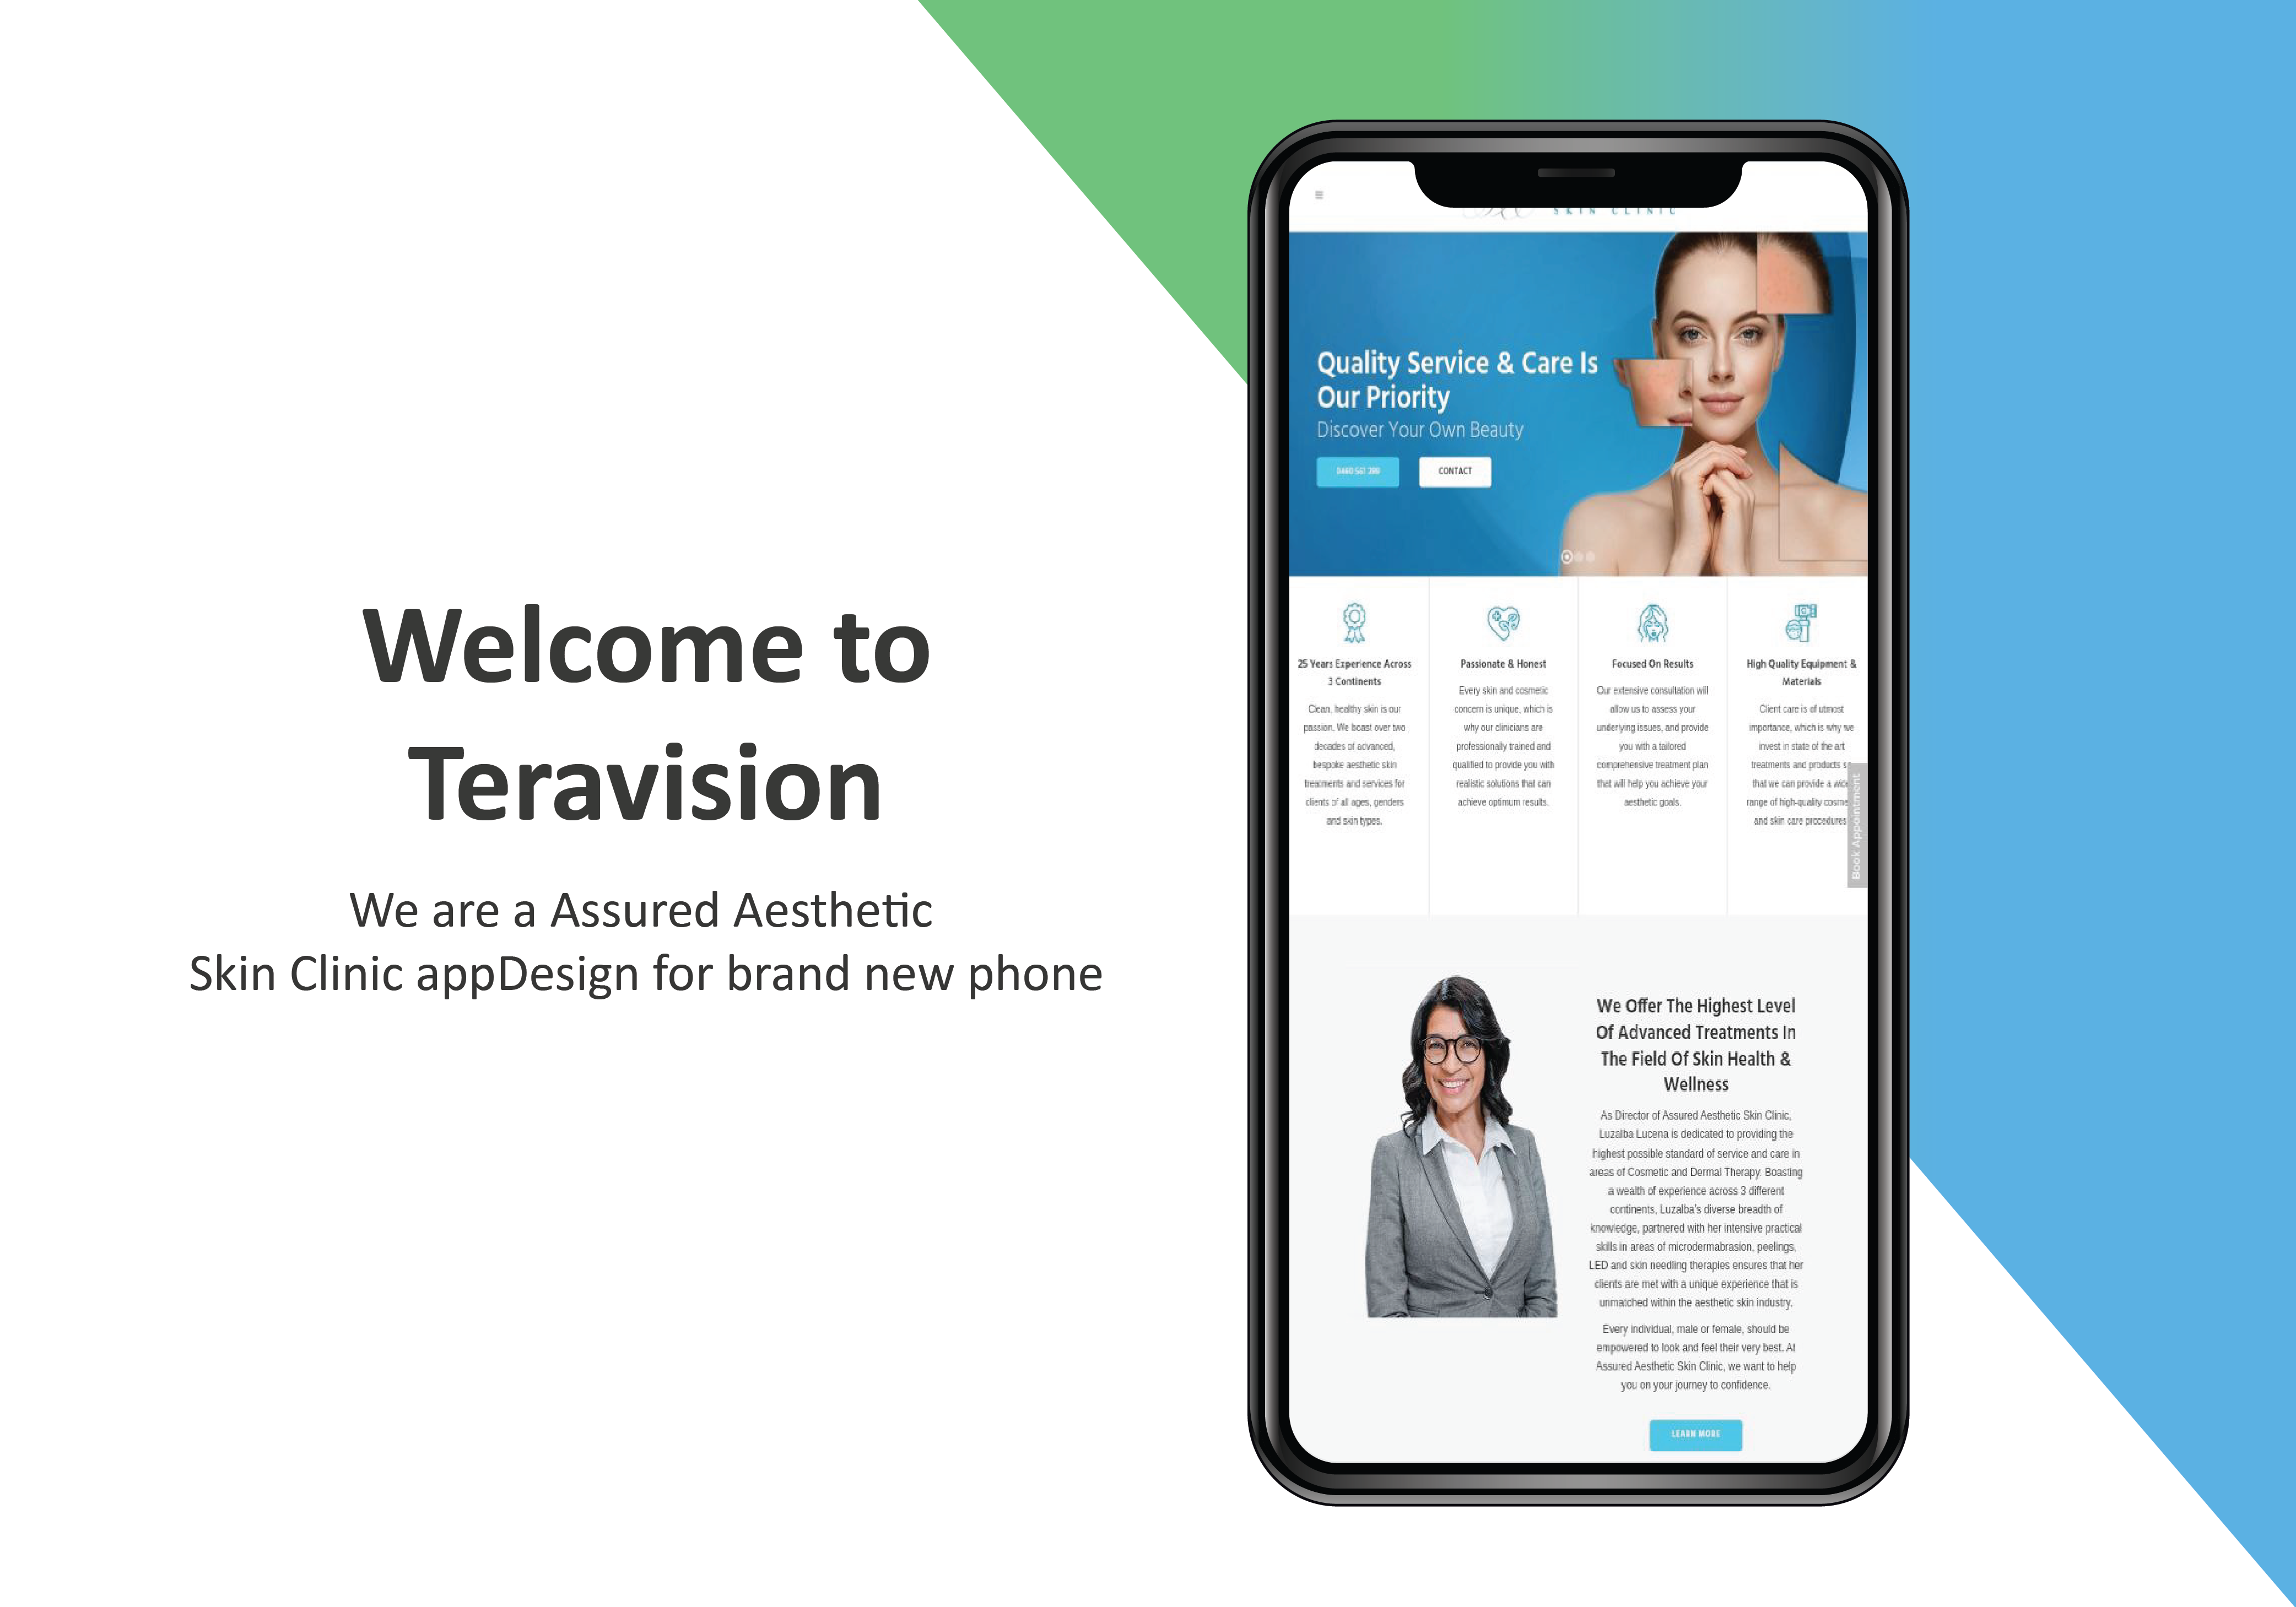 Welcome to
Teravision
We are a Assured Aesthetic
Skin Clinic appDesign for brand new phone
SKIN CLINIC
Quality Service & Care Is
Our Priority
Discover Your Own Beauty
CONTACT
25 Years Experience Across
3 Continents
Clean, healthy skin is our
passion. We boast over two
decades of advanced,
bespoke aesthetic skin
treatments and services for
clients of all ages, genders
and skin types.
Passionate & Honest
Every skin and cosmetic
concern is unique, which is
why our clinicians are
professionally trained and
qualified to provide you with
realistic solutions that can
achieve optimum results.
Focused On Results
Our extensive consultation will
allow us to assess your
underlying issues, and provide
you with a tailored
comprehensive treatment plan
that will help you achieve your
aesthetic goals.
High Quality Equipment &
Materials
Client care is of utmost
importance, which is why we
invest in state of the art
treatments and products s
that we can provide a wid
range of high-quality cosme
and skin care procedures
Book Appointment
We Offer The Highest Level
Of Advanced Treatments In
The Field Of Skin Health &
Wellness
As Director of Assured Aesthetic Skin Clinic,
Luzalba Lucena is dedicated to providing the
highest possible standard of service and care in
areas of Cosmetic and Dermal Therapy. Boasting
a wealth of experience across 3 different
continents, Luzalba's diverse breadth of
knowledge, partnered with her intensive practical
skills in areas of microdermabrasion, peelings,
LED and skin needling therapies ensures that her
clients are met with a unique experience that is
unmatched within the aesthetic skin industry.
Every individual, male or female, should be
empowered to look and feel their very best. At
Assured Aesthetic Skin Clinic, we want to help
you on your journey to confidence.
LEARN MORE